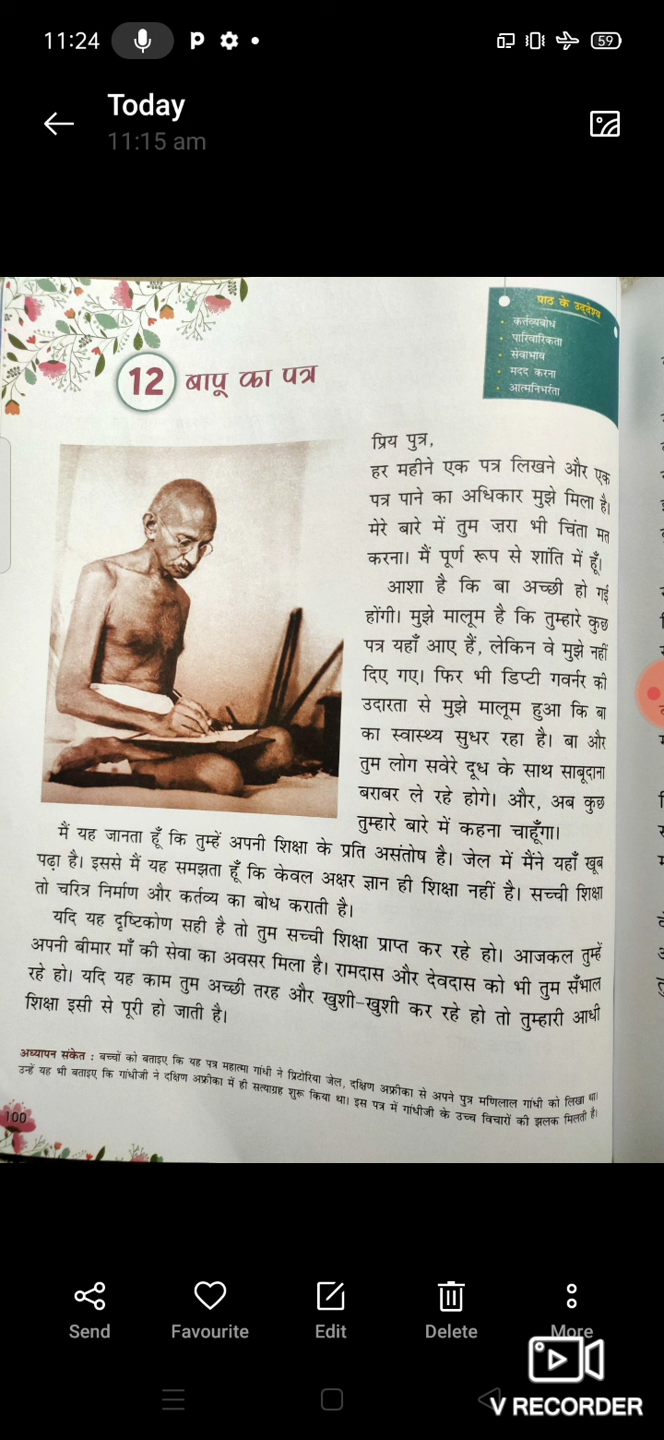 11:24
P
59
Today
11:15 am
पाठ के उद्देश्य
• कर्तव्यबोध
• पारिवारिकता
• सेवाभाव
• मदद करना
• आत्मनिर्भरता
12 बापू का पत्र
प्रिय पुत्र,
हर महीने एक पत्र लिखने और एक
पत्र पाने का अधिकार मुझे मिला है।
मेरे बारे में तुम ज़रा भी चिंता मत
करना। मैं पूर्ण रूप से शांति में हूँ।
आशा है कि बा अच्छी हो गई
होंगी। मुझे मालूम है कि तुम्हारे कुछ
पत्र यहाँ आए हैं, लेकिन वे मुझे नहीं
दिए गए। फिर भी डिप्टी गवर्नर की
उदारता से मुझे मालूम हुआ कि बा
का स्वास्थ्य सुधर रहा है। बा और
तुम लोग सवेरे दूध के साथ साबूदाना
बराबर ले रहे होगे। और, अब कुछ
तुम्हारे बारे में कहना चाहूँगा।
मैं यह जानता हूँ कि तुम्हें अपनी शिक्षा के प्रति असंतोष है। जेल में मैंने यहाँ खूब
पढ़ा है। इससे मैं यह समझता हूँ कि केवल अक्षर ज्ञान ही शिक्षा नहीं है। सच्ची शिक्षा
तो चरित्र निर्माण और कर्तव्य का बोध कराती है।
यदि यह दृष्टिकोण सही है तो तुम सच्ची शिक्षा प्राप्त कर रहे हो। आजकल तुम्हें
अपनी बीमार माँ की सेवा का अवसर मिला है। रामदास और देवदास को भी तुम सँभाल
रहे हो। यदि यह काम तुम अच्छी तरह और खुशी-खुशी कर रहे हो तो तुम्हारी आधी
शिक्षा इसी से पूरी हो जाती है।
अध्यापन संकेत : बच्चों को बताइए कि यह पत्र महात्मा गांधी ने प्रिटोरिया जेल, दक्षिण अफ्रीका से अपने पुत्र मणिलाल गांधी को लिखा था।
उन्हें यह भी बताइए कि गांधीजी ने दक्षिण अफ्रीका में ही सत्याग्रह शुरू किया था। इस पत्र में गांधीजी के उच्च विचारों की झलक मिलती है।
100
Send Favourite Edit Delete More
V RECORDER